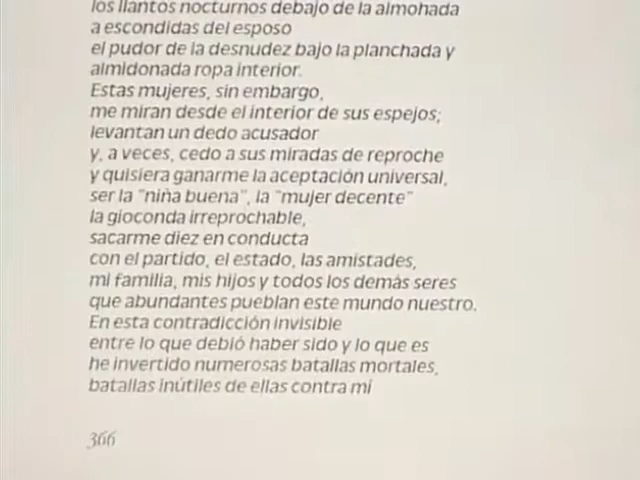 los llantos nocturnos debajo de la almohada
a escondidas del esposo
el pudor de la desnudez bajo la planchada y
almidonada ropa interior.
Estas mujeres, sin embargo,
me miran desde el interior de sus espejos;
levantan un dedo acusador
y, a veces, cedo a sus miradas de reproche
y quisiera ganarme la aceptación universal,
ser la "niña buena", la "mujer decente"
la gioconda irreprochable,
sacarme diez en conducta
con el partido, el estado, las amistades,
mi familia, mis hijos y todos los demás seres
que abundantes pueblan este mundo nuestro.
En esta contradicción invisible
entre lo que debió haber sido y lo que es
he invertido numerosas batallas mortales,
batallas inútiles de ellas contra mí
366